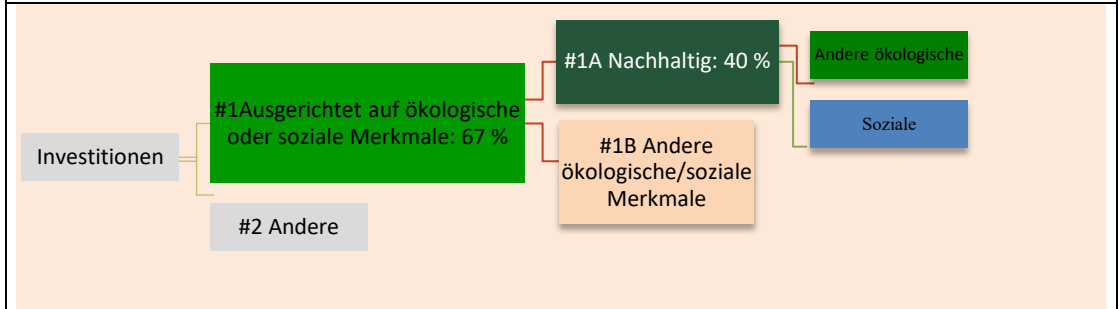 Investitionen
#1Ausgerichtet auf ökologische
oder soziale Merkmale: 67 %
#2 Andere
#1A Nachhaltig: 40 %
#1B Andere
ökologische/soziale
Merkmale
Andere ökologische
Soziale